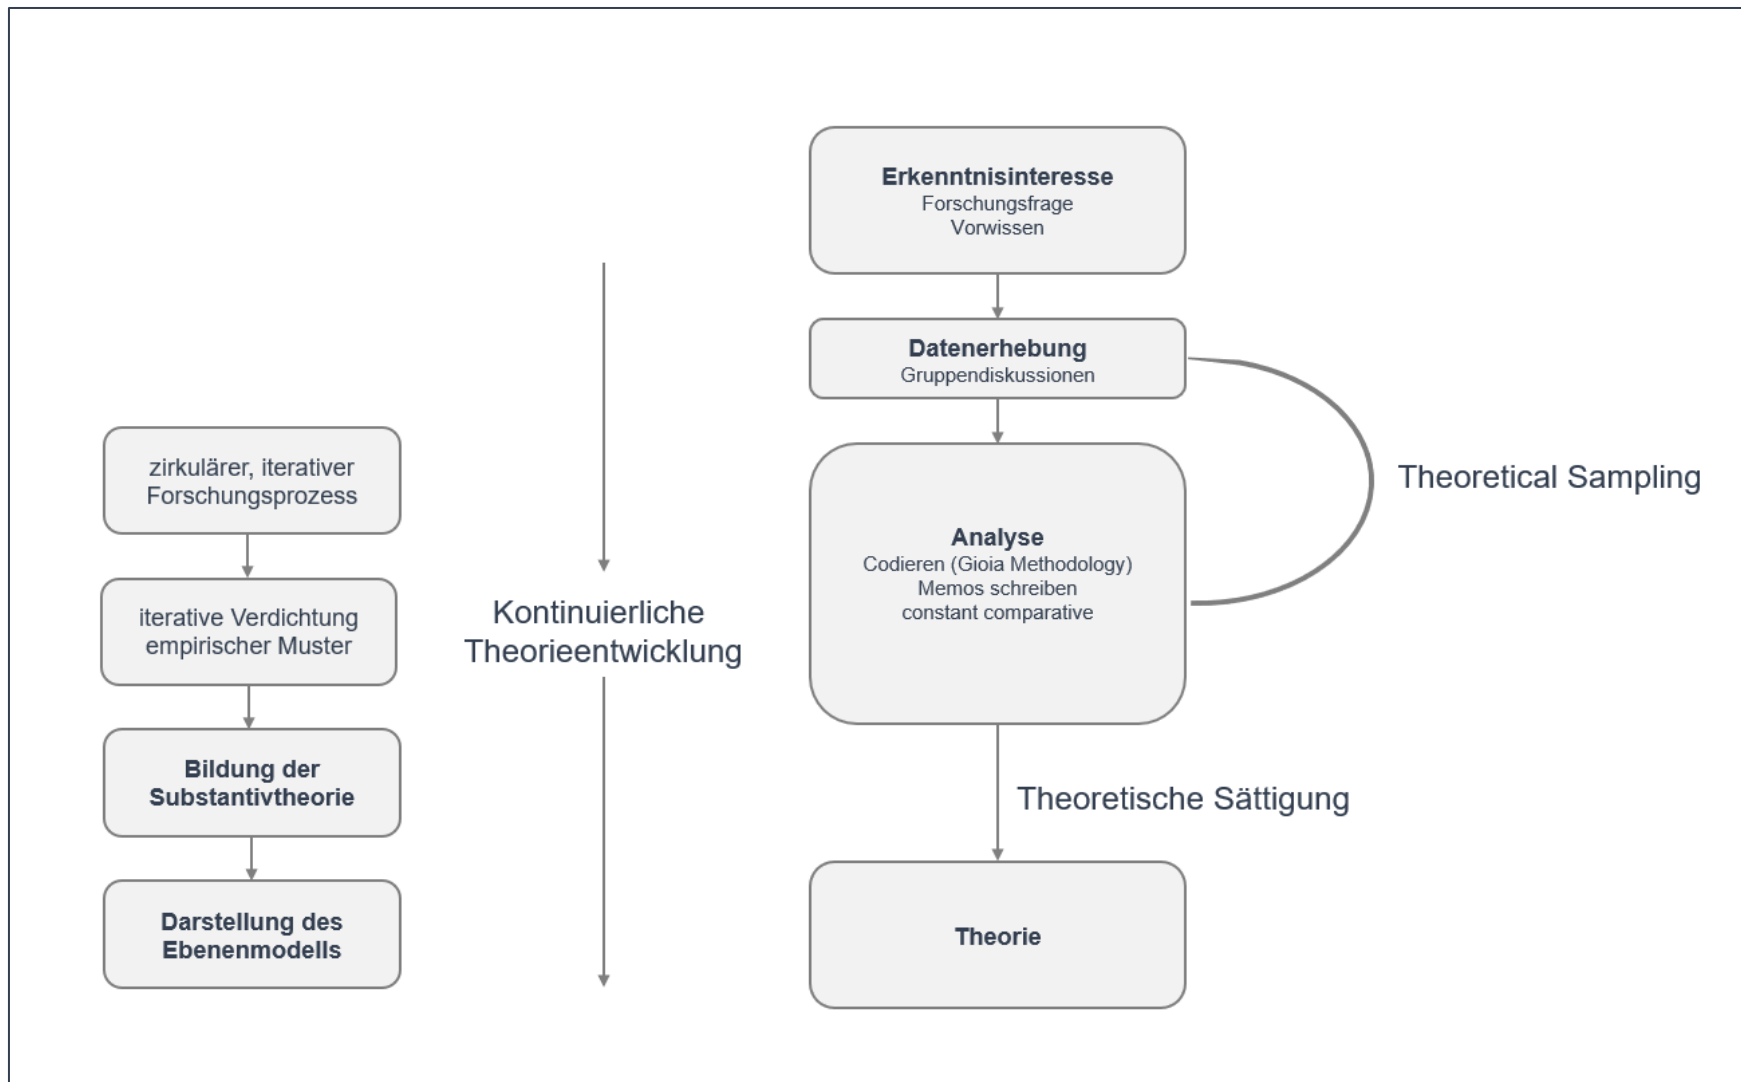 Erkenntnisinteresse
Forschungsfrage
Vorwissen
Datenerhebung
Gruppendiskussionen
Analyse
Codieren (Gioia Methodology)
Memos schreiben
constant comparative
Theoretical Sampling
Theoretische Sättigung
Theorie
Kontinuierliche
Theorieentwicklung
zirkulärer, iterativer
Forschungsprozess
iterative Verdichtung
empirischer Muster
Bildung der
Substantivtheorie
Darstellung des
Ebenenmodells